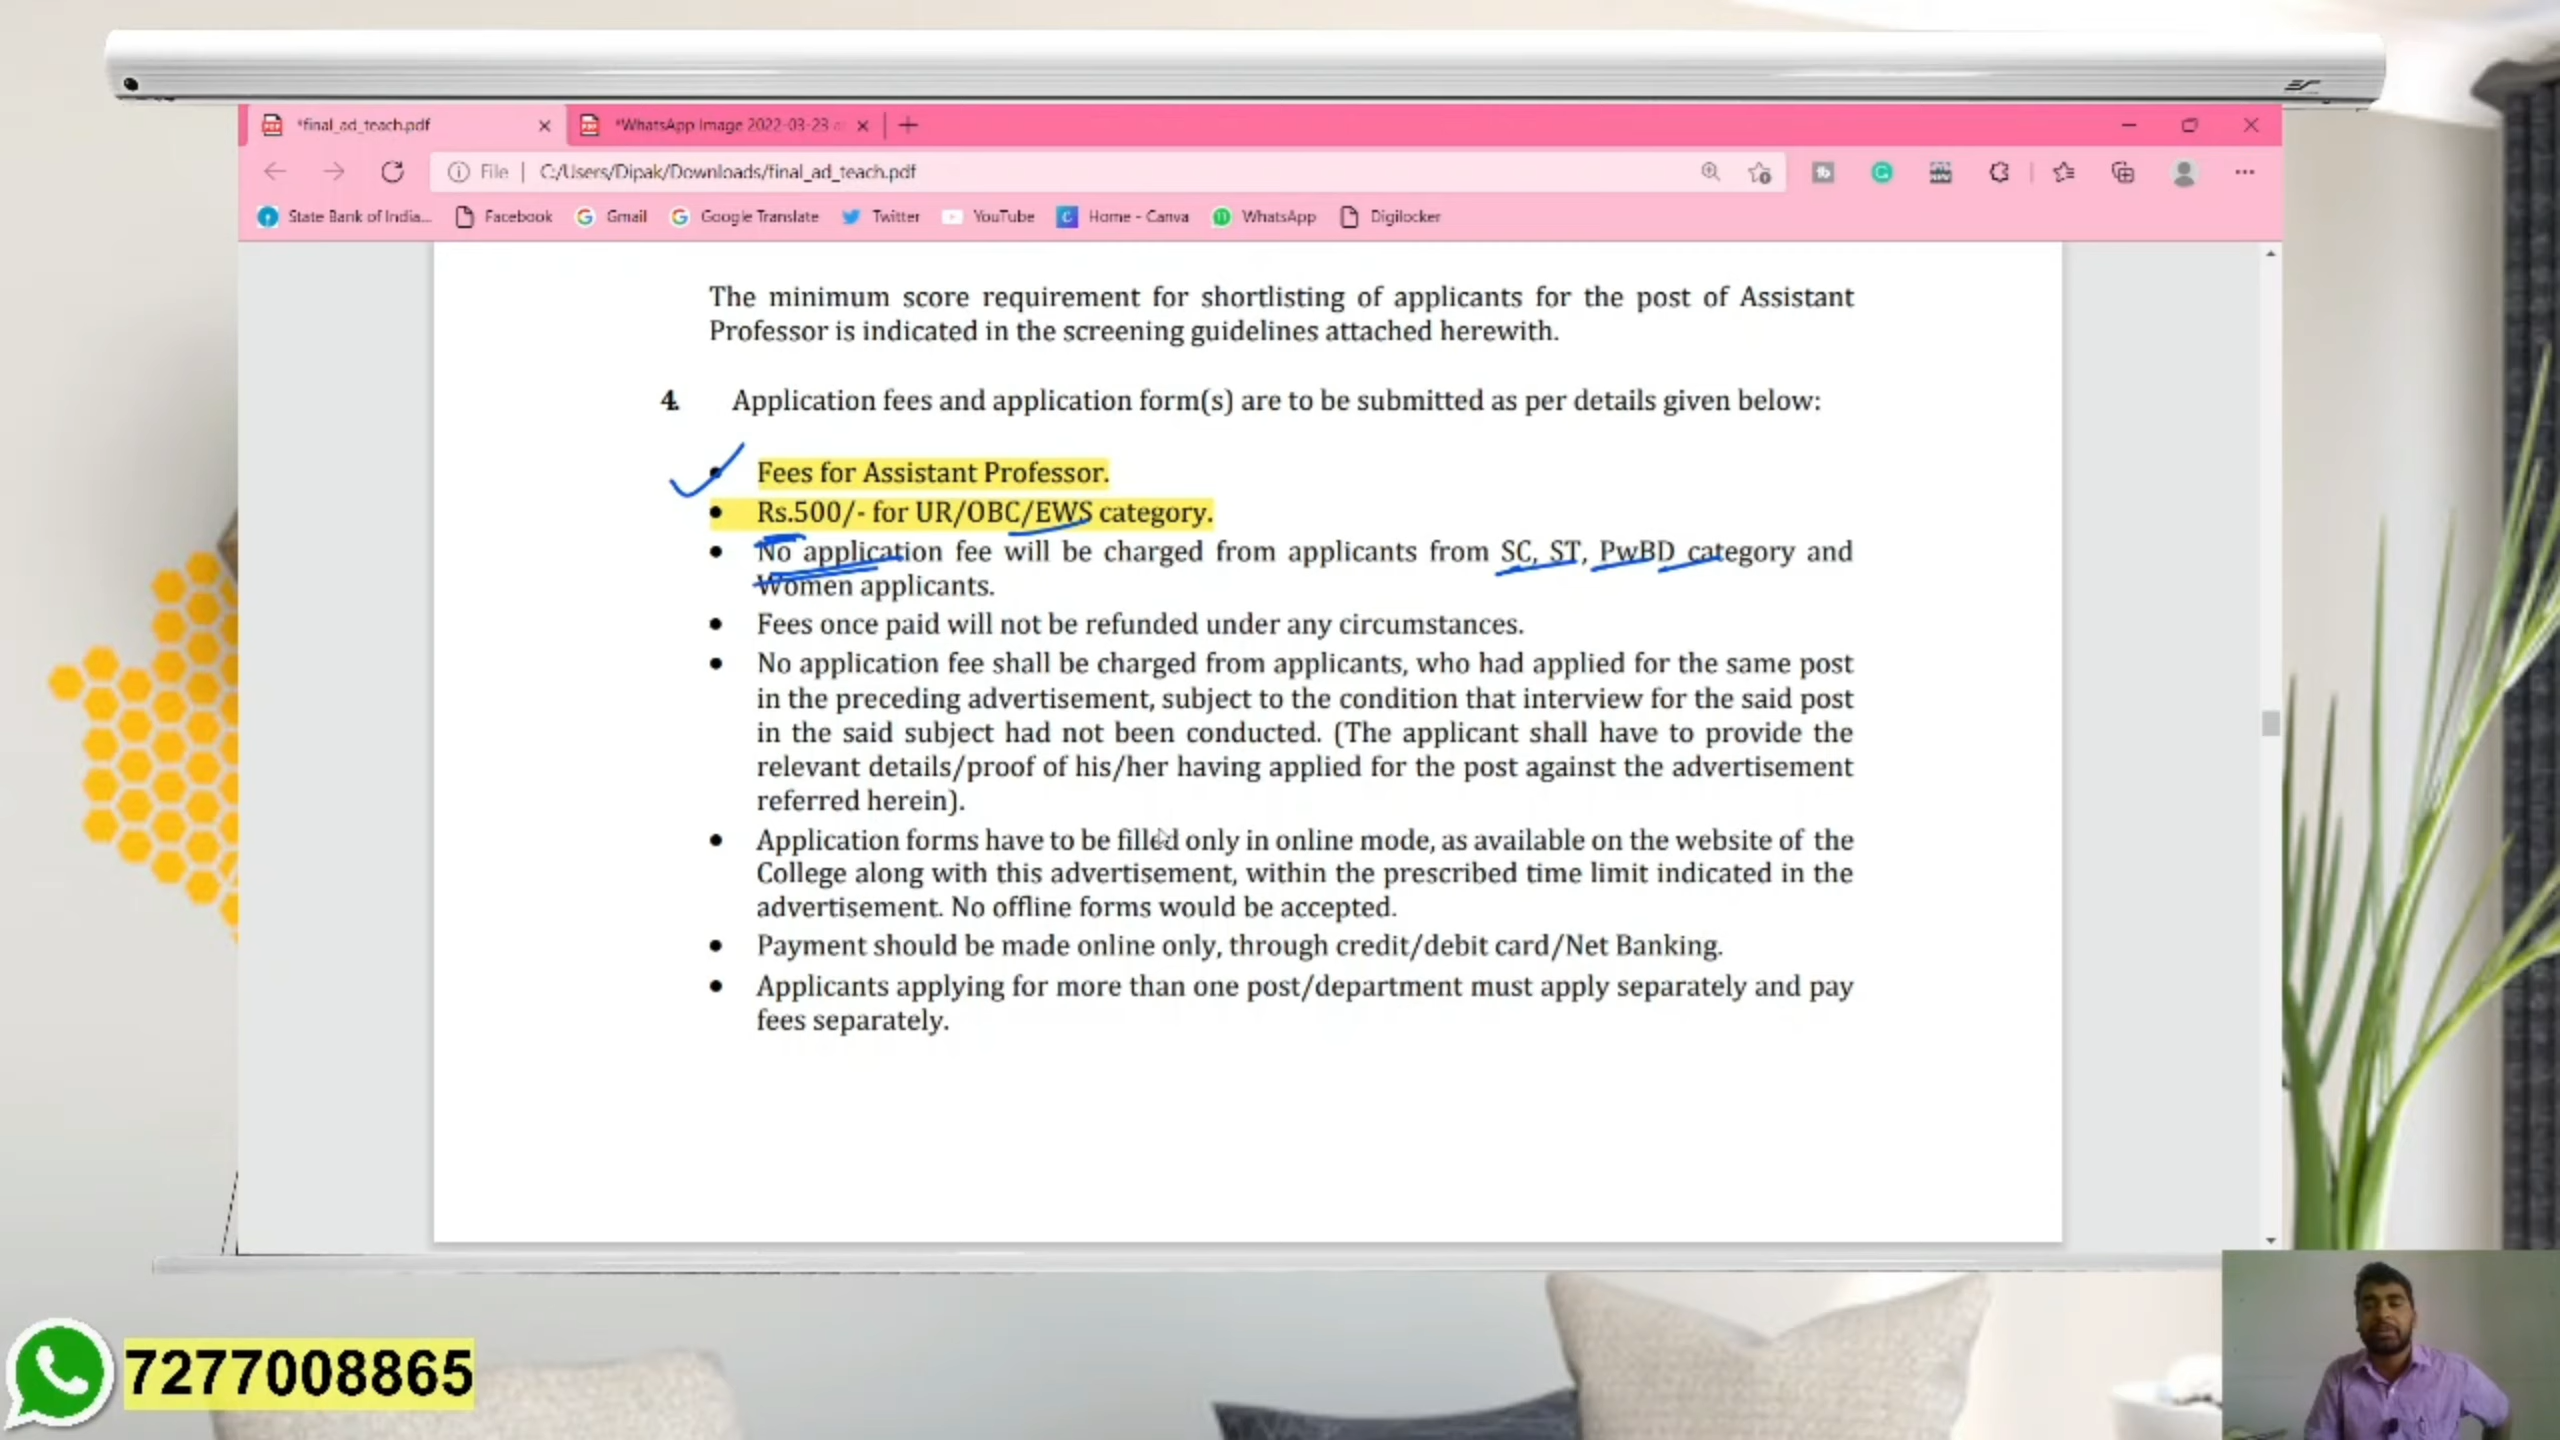 *final_ad_teach.pdf
*WhatsApp Image 2022-03-23
File | C:/Users/Dipak/Downloads/final_ad_teach.pdf
State Bank of India... Facebook Gmail Google Translate Twitter YouTube Home - Canva WhatsApp Digilocker
The minimum score requirement for shortlisting of applicants for the post of Assistant
Professor is indicated in the screening guidelines attached herewith.
4. Application fees and application form(s) are to be submitted as per details given below:
• Fees for Assistant Professor.
• Rs.500/- for UR/OBC/EWS category.
• No application fee will be charged from applicants from SC, ST, PwBD category and
Women applicants.
• Fees once paid will not be refunded under any circumstances.
• No application fee shall be charged from applicants, who had applied for the same post
in the preceding advertisement, subject to the condition that interview for the said post
in the said subject had not been conducted. (The applicant shall have to provide the
relevant details/proof of his/her having applied for the post against the advertisement
referred herein).
• Application forms have to be filled only in online mode, as available on the website of the
College along with this advertisement, within the prescribed time limit indicated in the
advertisement. No offline forms would be accepted.
• Payment should be made online only, through credit/debit card/Net Banking.
• Applicants applying for more than one post/department must apply separately and pay
fees separately.
7277008865